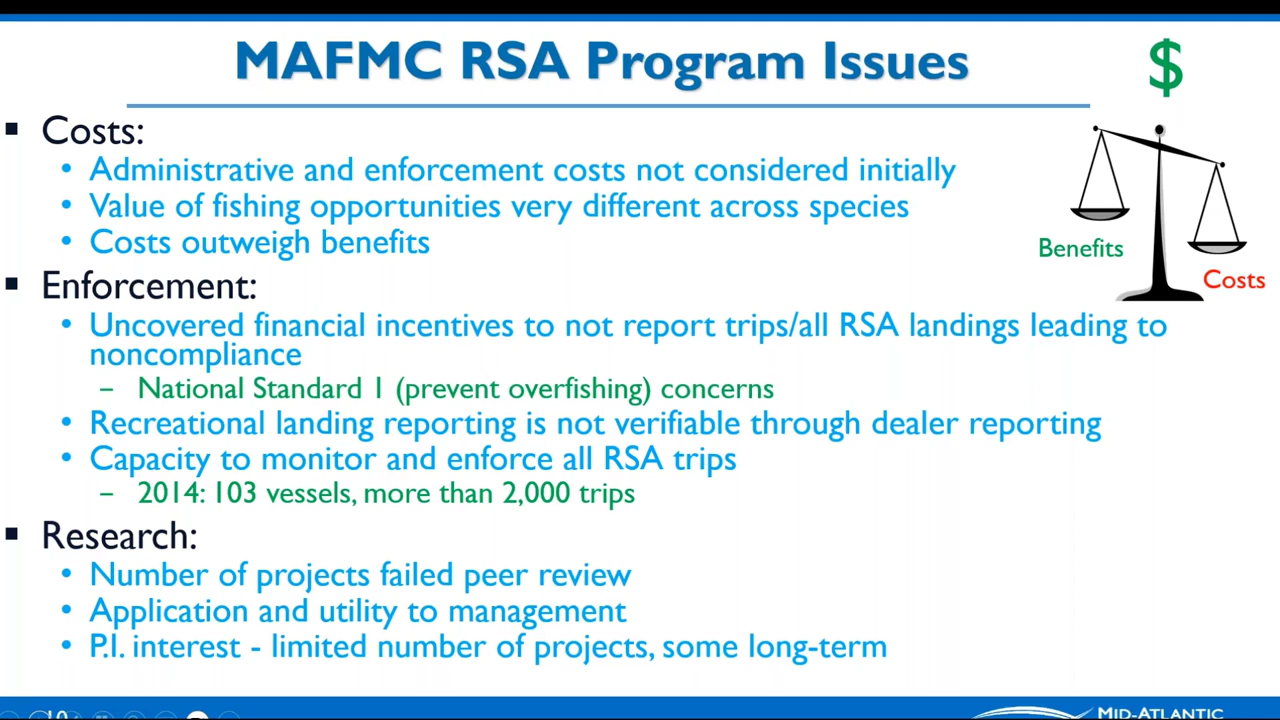 MAFMC RSA Program Issues
$
▪ Costs:
• Administrative and enforcement costs not considered initially
• Value of fishing opportunities very different across species
• Costs outweigh benefits
Benefits
Costs
▪ Enforcement:
• Uncovered financial incentives to not report trips/all RSA landings leading to
noncompliance
– National Standard 1 (prevent overfishing) concerns
• Recreational landing reporting is not verifiable through dealer reporting
• Capacity to monitor and enforce all RSA trips
– 2014: 103 vessels, more than 2,000 trips
▪ Research:
• Number of projects failed peer review
• Application and utility to management
• P.I. interest - limited number of projects, some long-term
10
MID-ATLANTIC